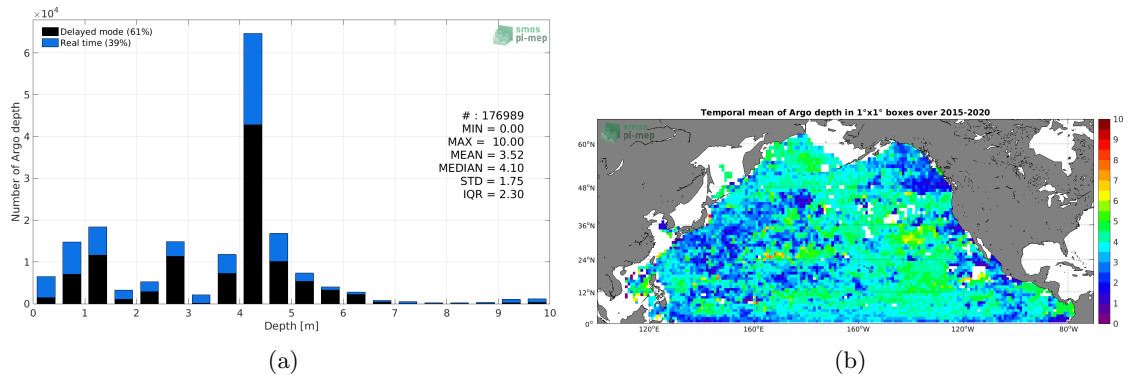 ×10⁴
Delayed mode (61%)
Real time (39%)
smos
pi-mep
6
5
4
3
2
1
0
Number of Argo depth
# : 176989
MIN = 0.00
MAX = 10.00
MEAN = 3.52
MEDIAN = 4.10
STD = 1.75
IQR = 2.30
0 1 2 3 4 5 6 7 8 9 10
Depth [m]
(a)
Temporal mean of Argo depth in 1°x1° boxes over 2015-2020
smos
pi-mep
60°N
48°N
36°N
24°N
12°N
0°
120°E 160°E 160°W 120°W 80°W
10
9
8
7
6
5
4
3
2
1
0
(b)